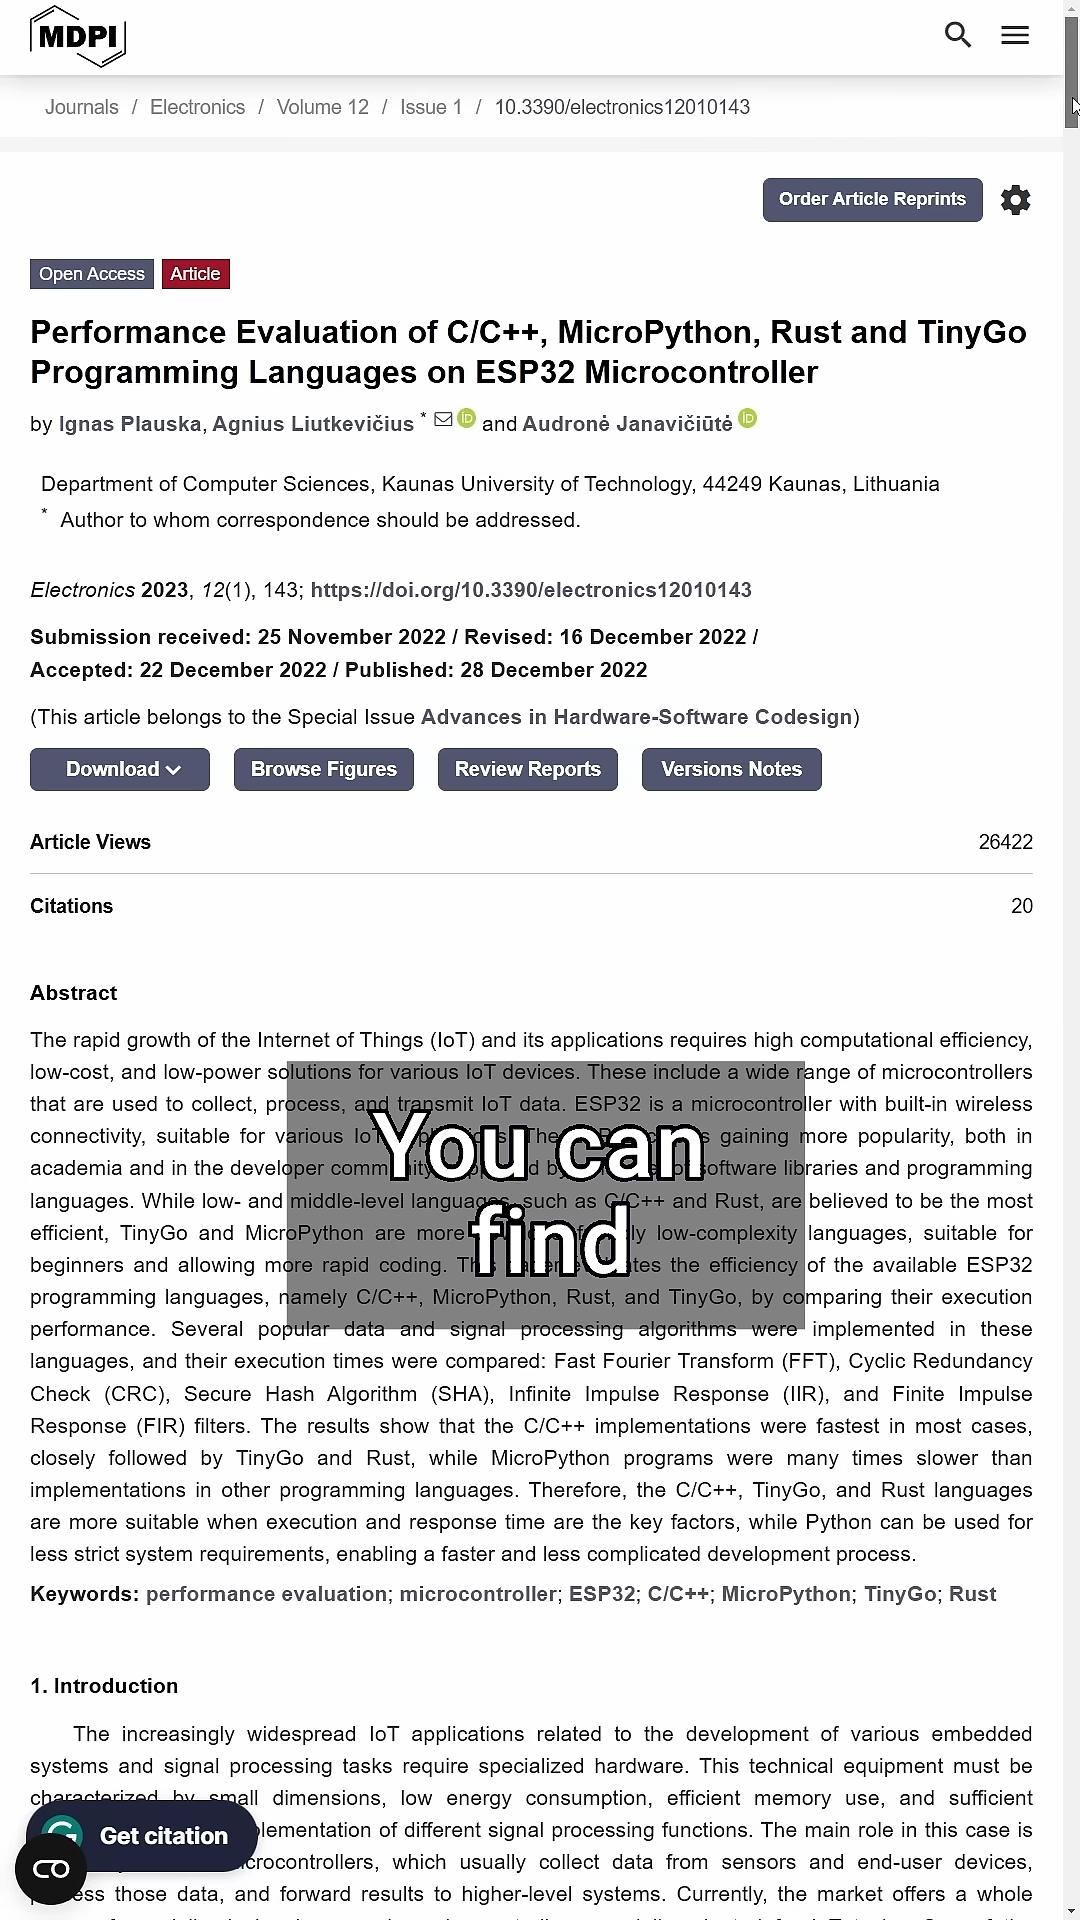 MDPI
Journals / Electronics / Volume 12 / Issue 1 / 10.3390/electronics12010143
Order Article Reprints
Open Access Article
Performance Evaluation of C/C++, MicroPython, Rust and TinyGo
Programming Languages on ESP32 Microcontroller
by Ignas Plauska, Agnius Liutkevičius * iD and Audronė Janavičiūtė iD
Department of Computer Sciences, Kaunas University of Technology, 44249 Kaunas, Lithuania
* Author to whom correspondence should be addressed.
Electronics 2023, 12(1), 143; https://doi.org/10.3390/electronics12010143
Submission received: 25 November 2022 / Revised: 16 December 2022 /
Accepted: 22 December 2022 / Published: 28 December 2022
(This article belongs to the Special Issue Advances in Hardware-Software Codesign)
Download Browse Figures Review Reports Versions Notes
Article Views 26422
Citations 20
Abstract
The rapid growth of the Internet of Things (IoT) and its applications requires high computational efficiency,
low-cost, and low-power solutions for various IoT devices. These include a wide range of microcontrollers
that are used to collect, process, and transmit IoT data. ESP32 is a microcontroller with built-in wireless
connectivity, suitable for various gaining more popularity, both in
academia and in the developer software libraries and programming
You can
languages. While low- and middle-level languages, such as C/C++ and Rust, are believed to be the most
efficient, TinyGo and MicroPython are more low-complexity languages, suitable for
find
beginners and allowing more rapid coding. the efficiency of the available ESP32
programming languages, namely C/C++, MicroPython, Rust, and TinyGo, by comparing their execution
performance. Several popular data and signal processing algorithms were implemented in these
languages, and their execution times were compared: Fast Fourier Transform (FFT), Cyclic Redundancy
Check (CRC), Secure Hash Algorithm (SHA), Infinite Impulse Response (IIR), and Finite Impulse
Response (FIR) filters. The results show that the C/C++ implementations were fastest in most cases,
closely followed by TinyGo and Rust, while MicroPython programs were many times slower than
implementations in other programming languages. Therefore, the C/C++, TinyGo, and Rust languages
are more suitable when execution and response time are the key factors, while Python can be used for
less strict system requirements, enabling a faster and less complicated development process.
Keywords: performance evaluation; microcontroller; ESP32; C/C++; MicroPython; TinyGo; Rust
1. Introduction
The increasingly widespread IoT applications related to the development of various embedded
systems and signal processing tasks require specialized hardware. This technical equipment must be
characterized by small dimensions, low energy consumption, efficient memory use, and sufficient
Get citation of different signal processing functions. The main role in this case is
which usually collect data from sensors and end-user devices,
those data, and forward results to higher-level systems. Currently, the market offers a whole